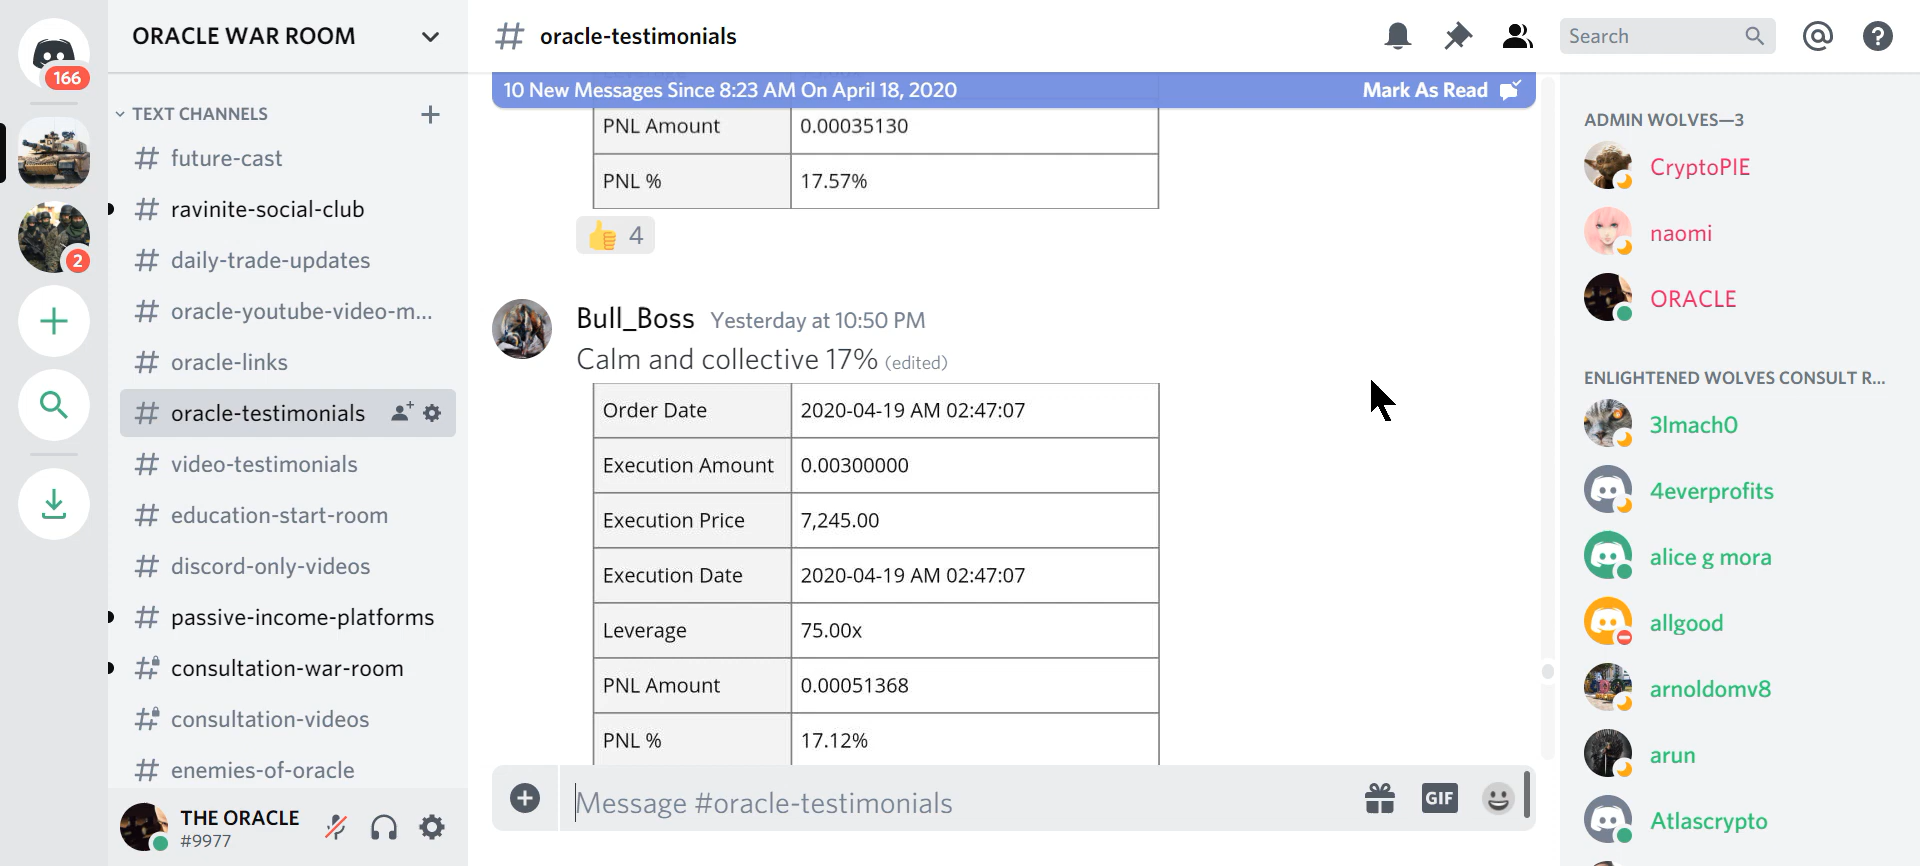 166
2
ORACLE WAR ROOM
TEXT CHANNELS
future-cast
ravinite-social-club
daily-trade-updates
oracle-youtube-video-m...
oracle-links
oracle-testimonials
video-testimonials
education-start-room
discord-only-videos
passive-income-platforms
consultation-war-room
consultation-videos
enemies-of-oracle
THE ORACLE
#9977
oracle-testimonials
Search
10 New Messages Since 8:23 AM On April 18, 2020 Mark As Read
PNL Amount 0.00035130
PNL % 17.57%
4
Bull_Boss Yesterday at 10:50 PM
Calm and collective 17% (edited)
Order Date 2020-04-19 AM 02:47:07
Execution Amount 0.00300000
Execution Price 7,245.00
Execution Date 2020-04-19 AM 02:47:07
Leverage 75.00x
PNL Amount 0.00051368
PNL % 17.12%
Message #oracle-testimonials
GIF
ADMIN WOLVES—3
CryptoPIE
naomi
ORACLE
ENLIGHTENED WOLVES CONSULT R...
3lmach0
4everprofits
alice g mora
allgood
arnoldomv8
arun
Atlascrypto